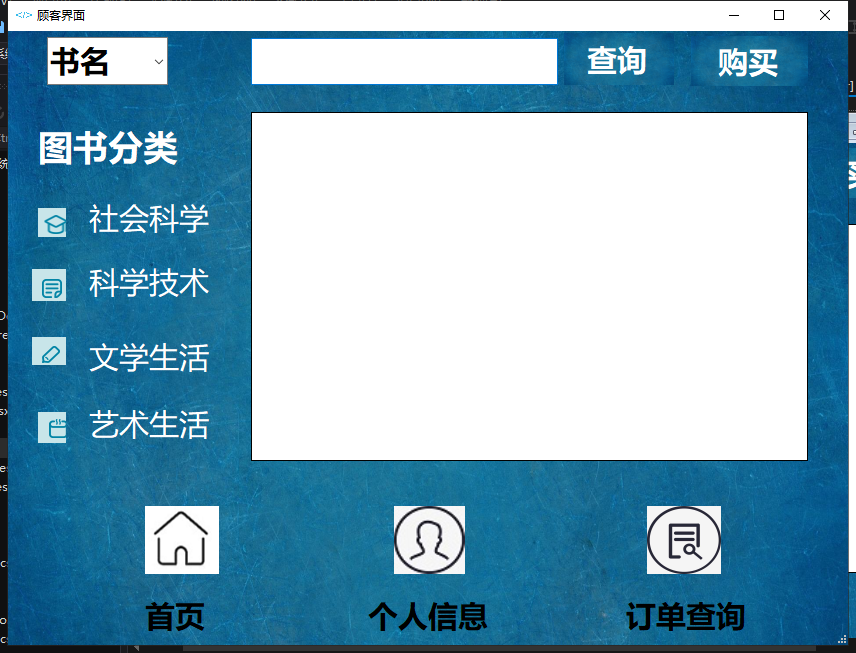 顾客界面
书名
查询
购买
图书分类
社会科学
科学技术
文学生活
艺术生活
首页
个人信息
订单查询